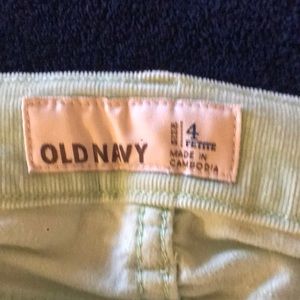 OLD NAVY
SIZE
4
PETITE
MADE IN
CAMBODIA